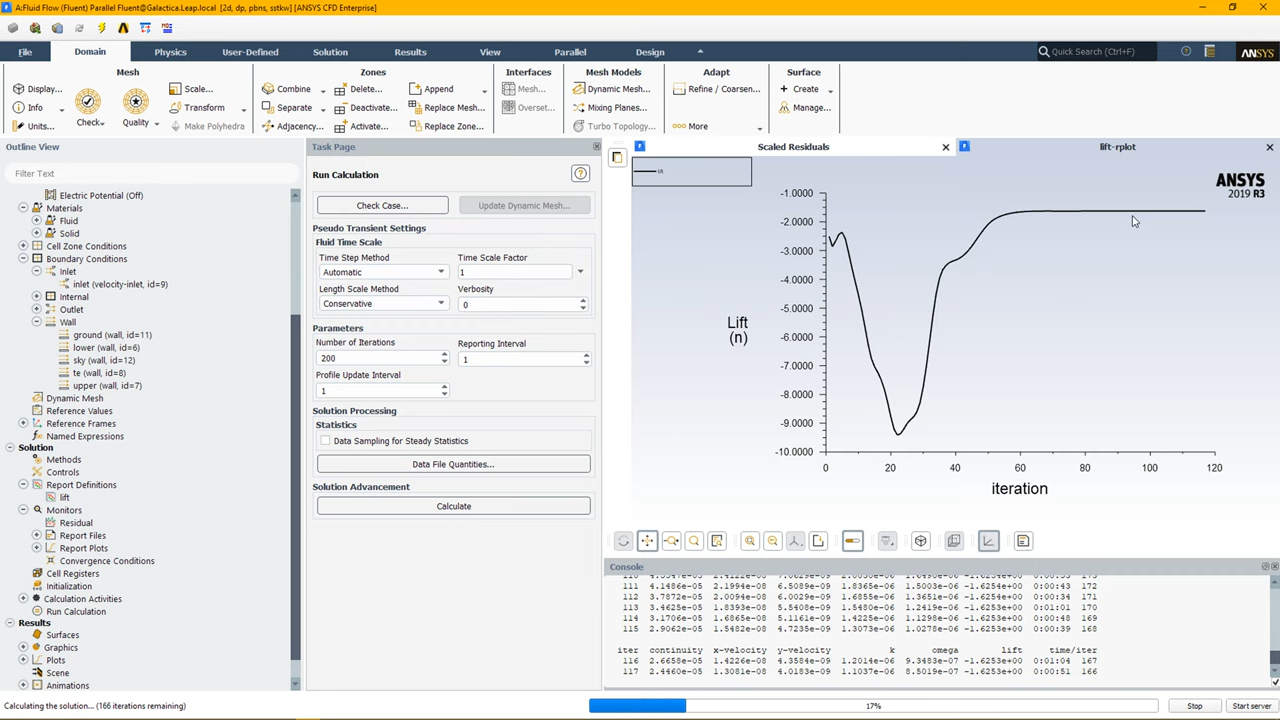 A:Fluid Flow (Fluent) Parallel Fluent@Galactica.Leap.local [2d, dp, pbns, sstkw] [ANSYS CFD Enterprise]
File Domain Physics User-Defined Solution Results View Parallel Design Quick Search (Ctrl+F) ANSYS
Mesh
Display...
Info
Units...
Check
Quality
Scale...
Transform
Make Polyhedra
Zones
Combine
Separate
Adjacency...
Delete...
Deactivate...
Activate...
Append
Replace Mesh...
Replace Zone...
Interfaces
Mesh...
Overset...
Mesh Models
Dynamic Mesh...
Mixing Planes...
Turbo Topology...
Adapt
Refine / Coarsen...
More
Surface
Create
Manage...
Outline View
Filter Text
Electric Potential (Off)
Materials
Fluid
Solid
Cell Zone Conditions
Boundary Conditions
Inlet
inlet (velocity-inlet, id=9)
Internal
Outlet
Wall
ground (wall, id=11)
lower (wall, id=6)
sky (wall, id=12)
te (wall, id=8)
upper (wall, id=7)
Dynamic Mesh
Reference Values
Reference Frames
Named Expressions
Solution
Methods
Controls
Report Definitions
lift
Monitors
Residual
Report Files
Report Plots
Convergence Conditions
Cell Registers
Initialization
Calculation Activities
Run Calculation
Results
Surfaces
Graphics
Plots
Scene
Animations
Task Page
Run Calculation
Check Case...
Update Dynamic Mesh...
Pseudo Transient Settings
Fluid Time Scale
Time Step Method Time Scale Factor
Automatic 1
Length Scale Method Verbosity
Conservative 0
Parameters
Number of Iterations Reporting Interval
200 1
Profile Update Interval
1
Solution Processing
Statistics
Data Sampling for Steady Statistics
Data File Quantities...
Solution Advancement
Calculate
Scaled Residuals
lift-rplot
lift
ANSYS
2019 R3
-1.0000
-2.0000
-3.0000
-4.0000
-5.0000
-6.0000
-7.0000
-8.0000
-9.0000
-10.0000
Lift
(n)
0 20 40 60 80 100 120
iteration
Console
111 4.1486e-05 2.1994e-08 6.5089e-09 1.8365e-06 1.5003e-06 -1.6254e+00 0:00:43 172
112 3.7872e-05 2.0094e-08 6.0029e-09 1.6855e-06 1.3651e-06 -1.6254e+00 0:00:34 171
113 3.4625e-05 1.8393e-08 5.5408e-09 1.5414e-06 1.2419e-06 -1.6254e+00 0:01:01 170
114 3.1706e-05 1.6865e-08 5.1115e-09 1.4225e-06 1.1298e-06 -1.6253e+00 0:00:48 169
115 2.9062e-05 1.5482e-08 4.7235e-09 1.3073e-06 1.0278e-06 -1.6253e+00 0:00:39 168
iter continuity x-velocity y-velocity k omega lift time/iter
116 2.6658e-05 1.4226e-08 4.3584e-09 1.2014e-06 9.3483e-07 -1.6253e+00 0:01:04 167
117 2.4460e-05 1.3081e-08 4.0183e-09 1.1037e-06 8.5019e-07 -1.6253e+00 0:00:51 166
Calculating the solution... (166 iterations remaining)
17%
Stop
Start server